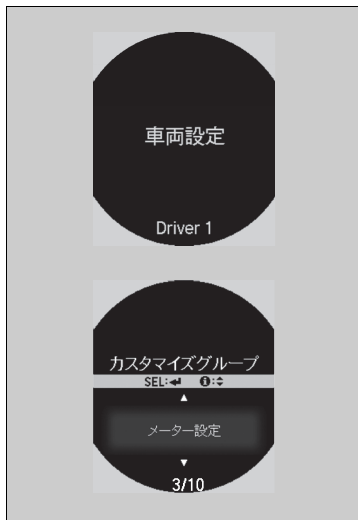 車両設定
Driver 1
カスタマイズグループ
SEL:↵ ℹ:≑
▲
メーター設定
▼
3/10